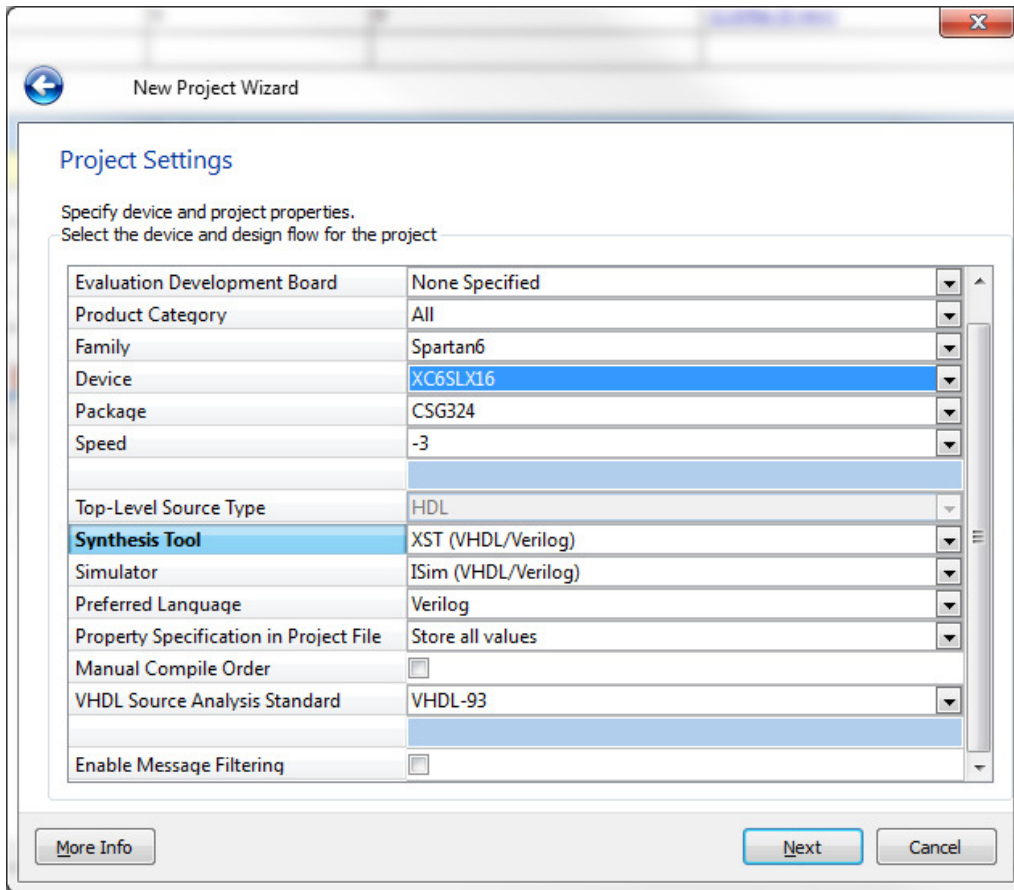 New Project Wizard
Project Settings
Specify device and project properties.
Select the device and design flow for the project
Evaluation Development Board None Specified
Product Category All
Family Spartan6
Device XC6SLX16
Package CSG324
Speed -3
Top-Level Source Type HDL
Synthesis Tool XST (VHDL/Verilog)
Simulator ISim (VHDL/Verilog)
Preferred Language Verilog
Property Specification in Project File Store all values
Manual Compile Order
VHDL Source Analysis Standard VHDL-93
Enable Message Filtering
More Info Next Cancel